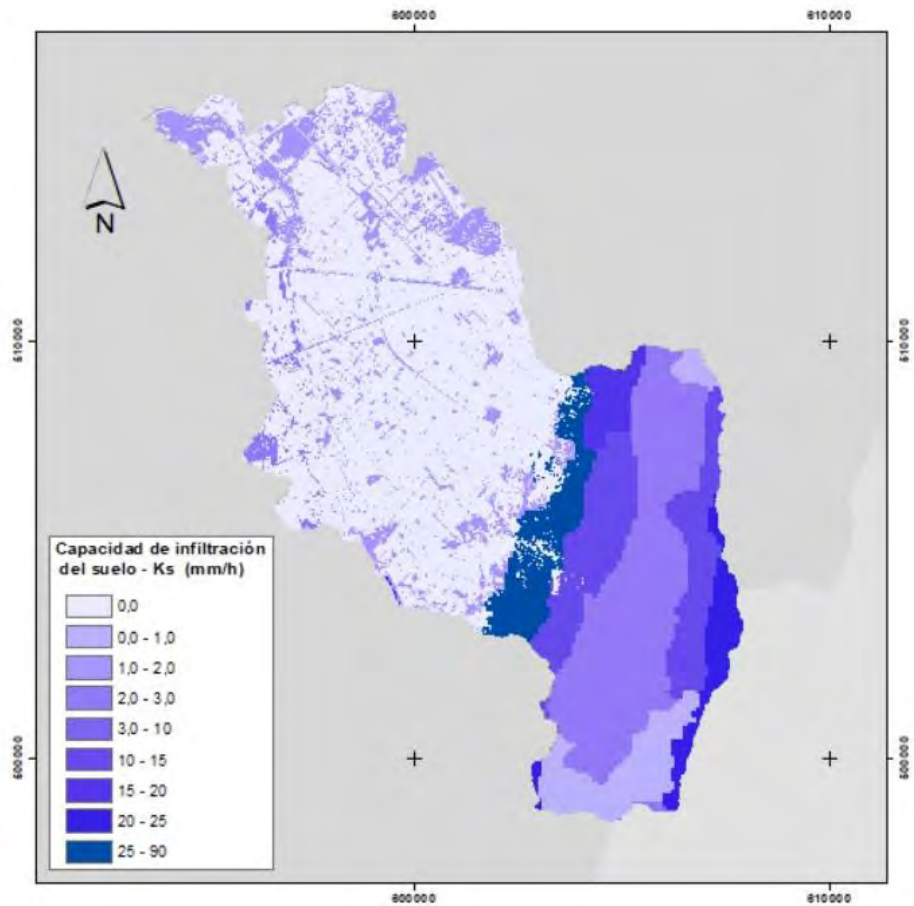 600000
610000
N
610000
610000
Capacidad de infiltración
del suelo - Ks (mm/h)
0,0
0,0 - 1,0
1,0 - 2,0
2,0 - 3,0
3,0 - 10
10 - 15
15 - 20
20 - 25
25 - 90
600000
600000
600000
610000